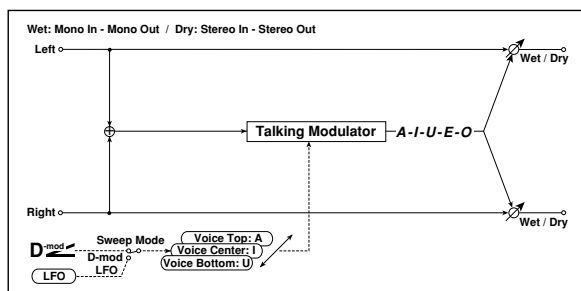 Wet: Mono In - Mono Out / Dry: Stereo In - Stereo Out
Left
Wet / Dry
Talking Modulator
A-I-U-E-O
Right
Wet / Dry
Sweep Mode
D-mod
D-mod
LFO
LFO
Voice Top: A
Voice Center: I
Voice Bottom: U